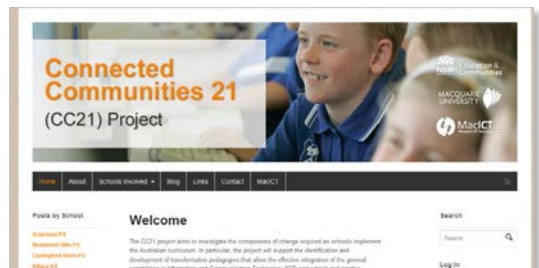 Connected
Communities 21
(CC21) Project
NSW
Education &
Communities
MACQUARIE
UNIVERSITY
MacICT
Home About Schools Involved Blog Links Contact MacICT
Posts by School
Welcome
The CC21 project aims to investigate the components of change required as schools implement
the Australian curriculum. In particular, the project will support the identification and
development of transformative pedagogies that allow the effective integration of the general
Search
Search...
Log In